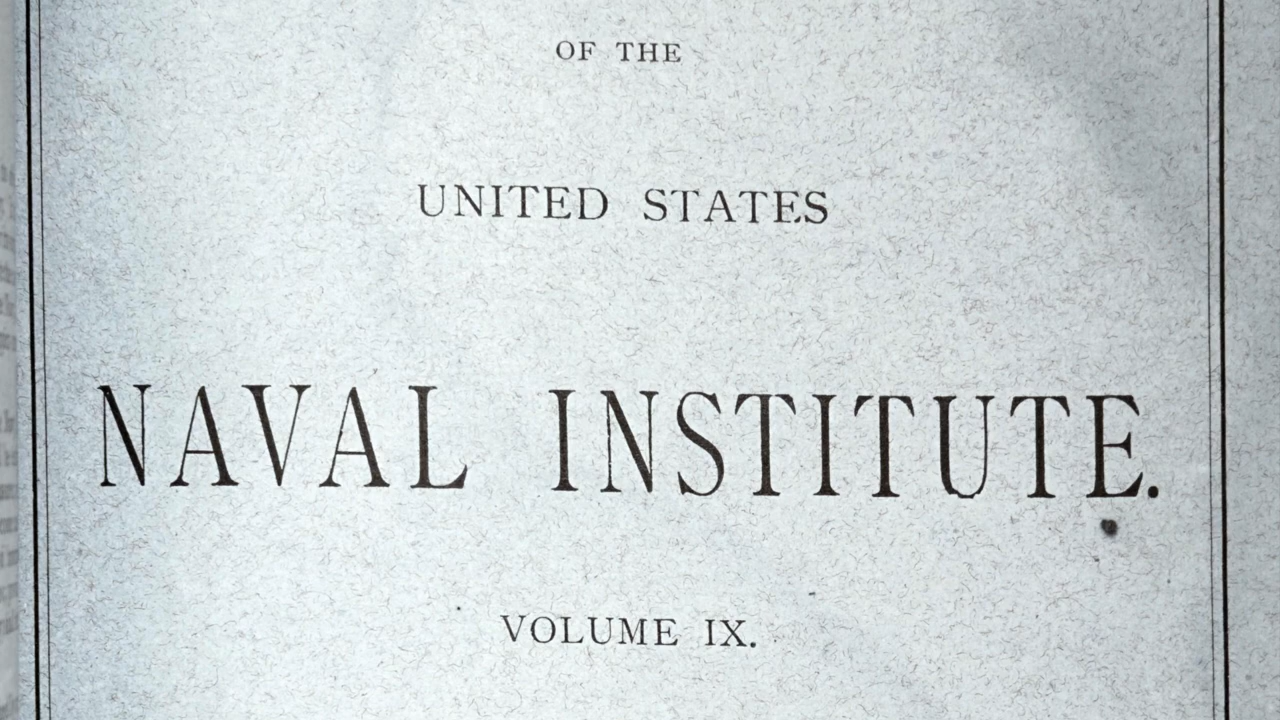 OF THE
UNITED STATES
NAVAL INSTITUTE.
VOLUME IX.